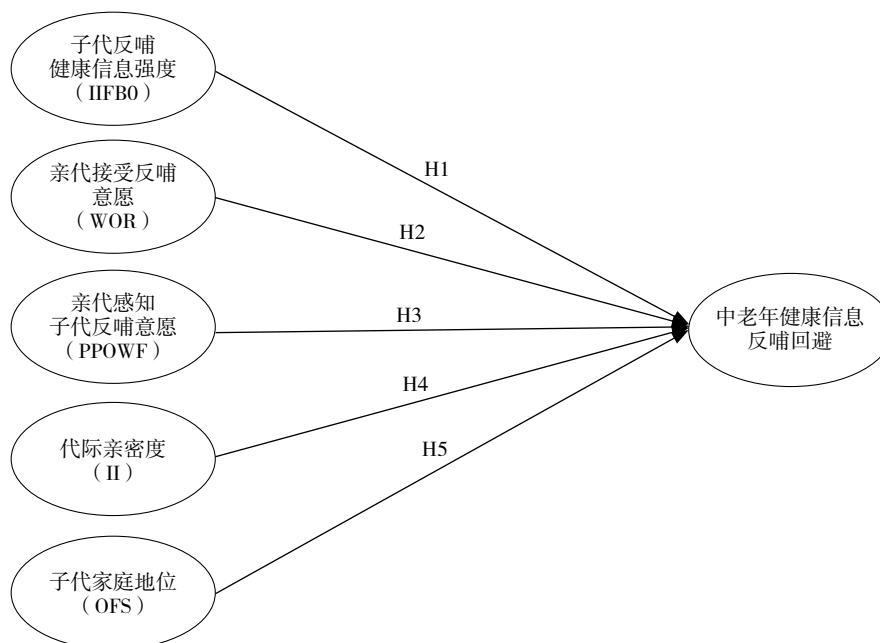 子代反哺
健康信息强度
（IIFB0）
H1
亲代接受反哺
意愿
（WOR）
H2
亲代感知
子代反哺意愿
（PPOWF）
H3
中老年健康信息
反哺回避
H4
代际亲密度
（II）
H5
子代家庭地位
（OFS）